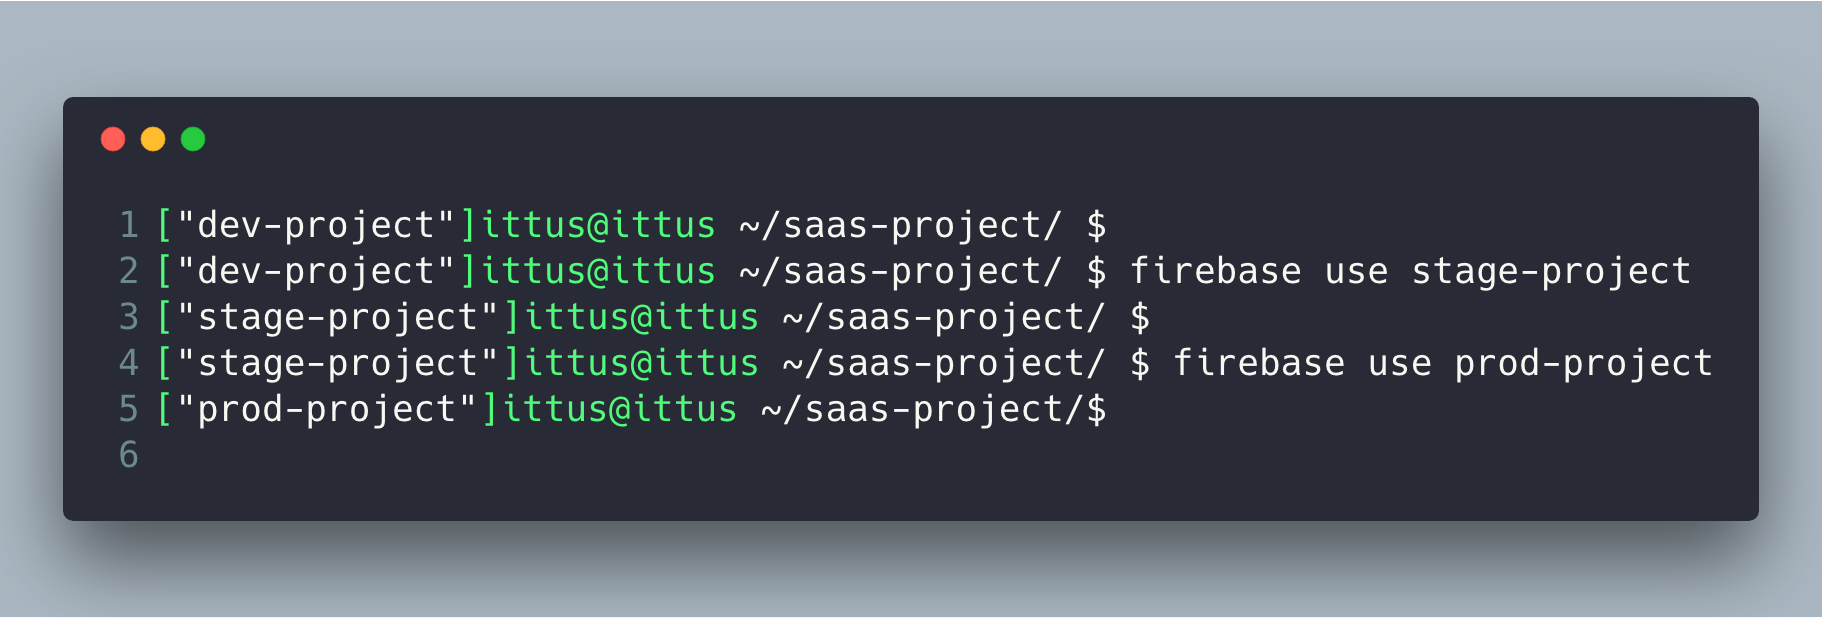 1 ["dev-project"]ittus@ittus ~/saas-project/ $
2 ["dev-project"]ittus@ittus ~/saas-project/ $ firebase use stage-project
3 ["stage-project"]ittus@ittus ~/saas-project/ $
4 ["stage-project"]ittus@ittus ~/saas-project/ $ firebase use prod-project
5 ["prod-project"]ittus@ittus ~/saas-project/$
6